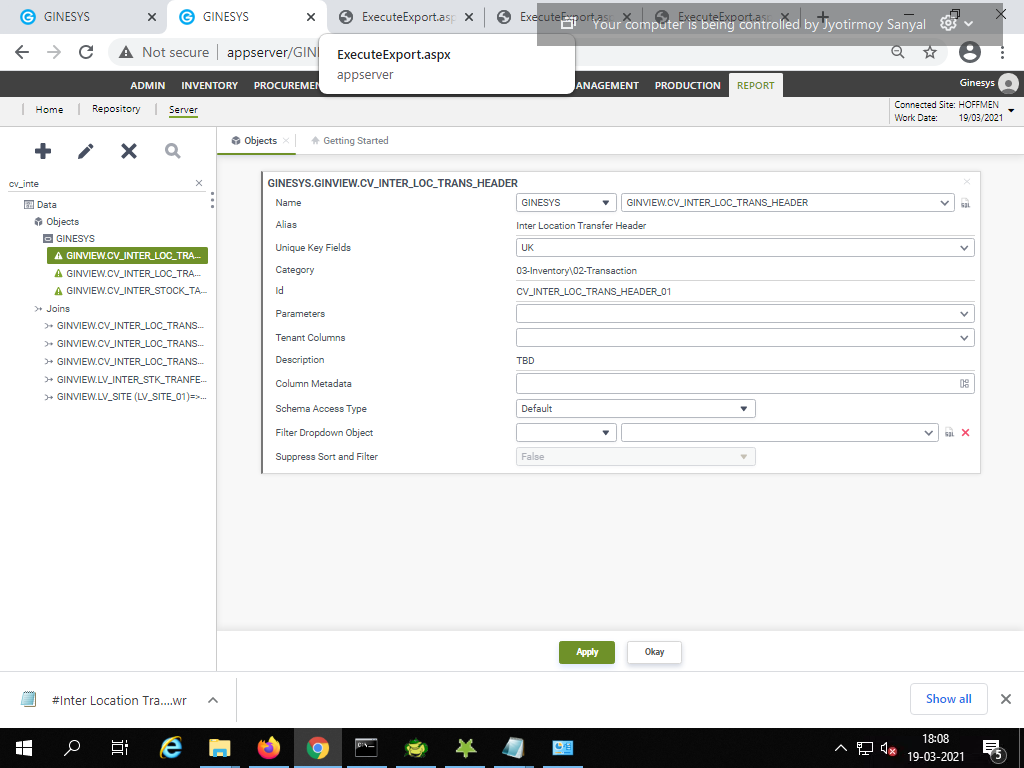 GINESYS
GINESYS
ExecuteExport.asp
ExecuteExport.asp
ExecuteExport.asp
Your computer is being controlled by Jyotirmoy Sanyal
Not secure
appserver/GINI
ExecuteExport.aspx
appserver
ADMIN
INVENTORY
PROCUREMEN
ANAGEMENT
PRODUCTION
REPORT
Ginesys
Home
Repository
Server
Connected Site: HOFFMEN
Work Date: 19/03/2021
Objects
Getting Started
cv_inte
Data
Objects
GINESYS
GINVIEW.CV_INTER_LOC_TRA...
GINVIEW.CV_INTER_LOC_TRA...
GINVIEW.CV_INTER_STOCK_TA...
Joins
GINVIEW.CV_INTER_LOC_TRANS...
GINVIEW.CV_INTER_LOC_TRANS...
GINVIEW.CV_INTER_LOC_TRANS...
GINVIEW.LV_INTER_STK_TRANFE...
GINVIEW.LV_SITE (LV_SITE_01)=>...
GINESYS.GINVIEW.CV_INTER_LOC_TRANS_HEADER
Name GINESYS GINVIEW.CV_INTER_LOC_TRANS_HEADER SQL
Alias Inter Location Transfer Header
Unique Key Fields UK
Category 03-Inventory\02-Transaction
Id CV_INTER_LOC_TRANS_HEADER_01
Parameters
Tenant Columns
Description TBD
Column Metadata
Schema Access Type Default
Filter Dropdown Object SQL
Suppress Sort and Filter False
Apply
Okay
#Inter Location Tra....wr
Show all
18:08
19-03-2021
5